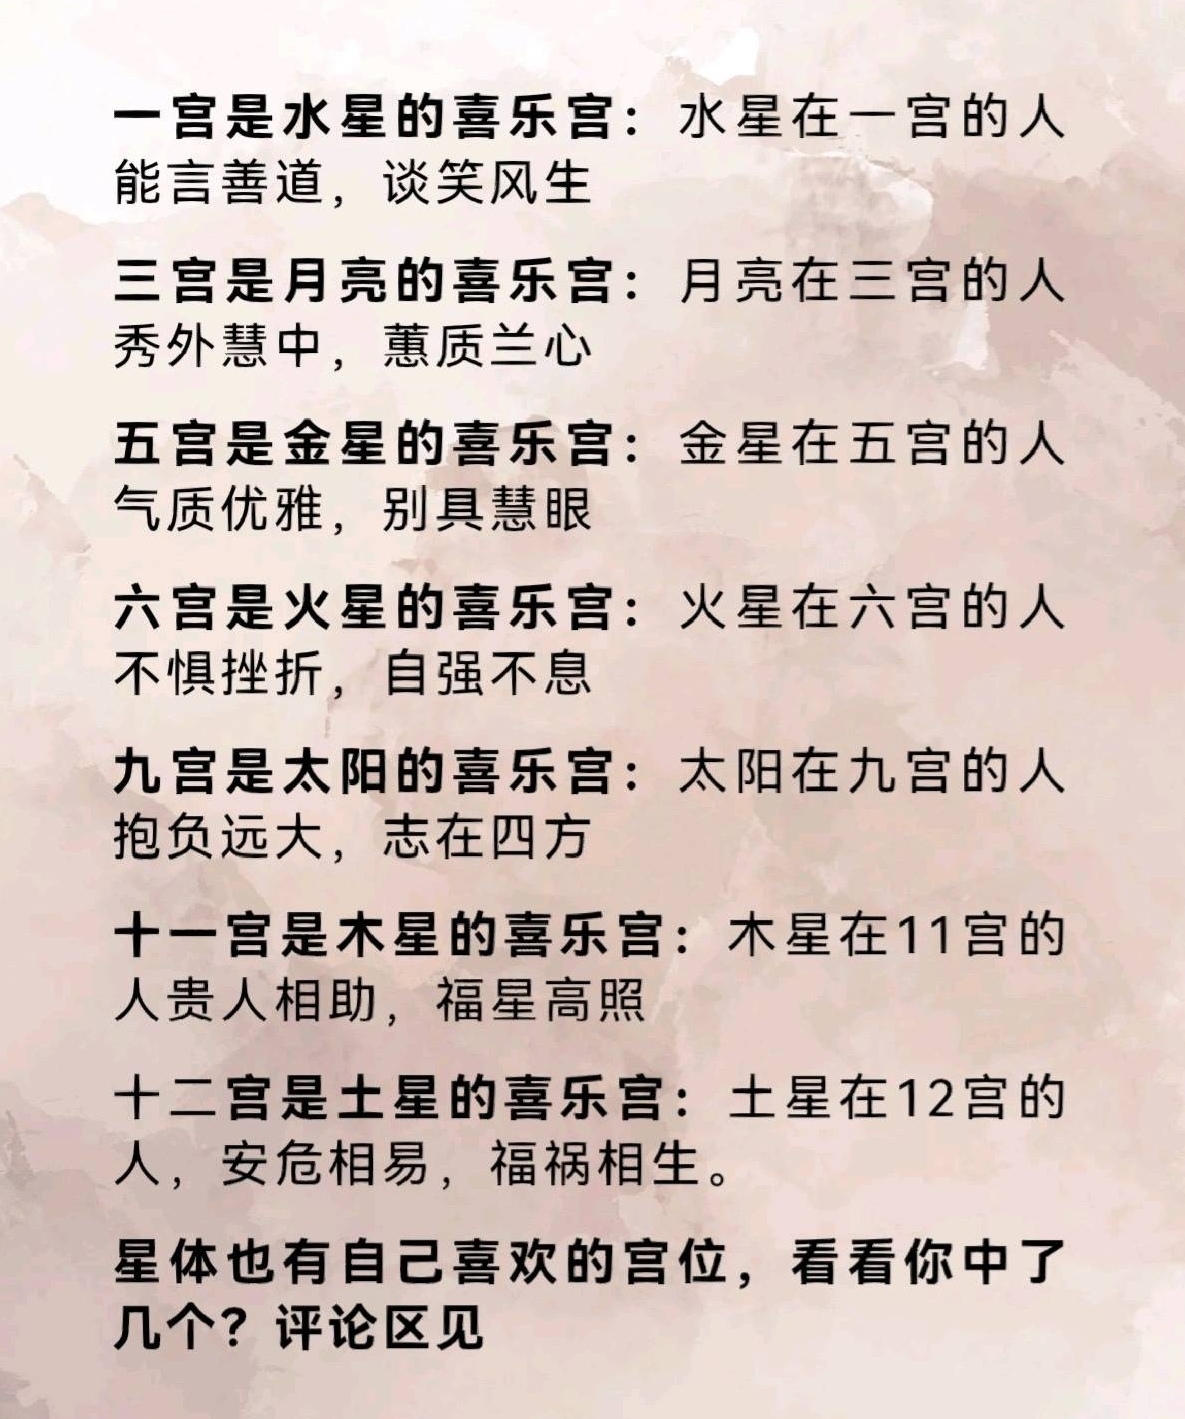 一宫是水星的喜乐宫：水星在一宫的人
能言善道，谈笑风生
三宫是月亮的喜乐宫：月亮在三宫的人
秀外慧中，蕙质兰心
五宫是金星的喜乐宫：金星在五宫的人
气质优雅，别具慧眼
六宫是火星的喜乐宫：火星在六宫的人
不惧挫折，自强不息
九宫是太阳的喜乐宫：太阳在九宫的人
抱负远大，志在四方
十一宫是木星的喜乐宫：木星在11宫的
人贵人相助，福星高照
十二宫是土星的喜乐宫：土星在12宫的
人，安危相易，福祸相生。
星体也有自己喜欢的宫位，看看你中了
几个？评论区见